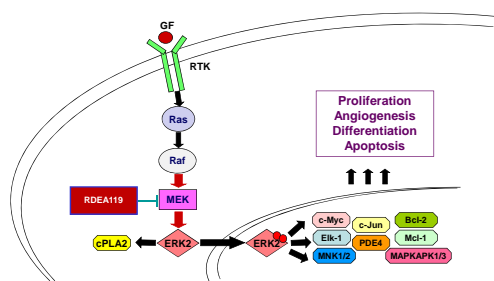 GF
RTK
Ras
Raf
RDEA119
MEK
cPLA2
ERK2
ERK2
Proliferation
Angiogenesis
Differentiation
Apoptosis
c-Myc
c-Jun
Bcl-2
Elk-1
PDE4
Mcl-1
MNK1/2
MAPKAPK1/3